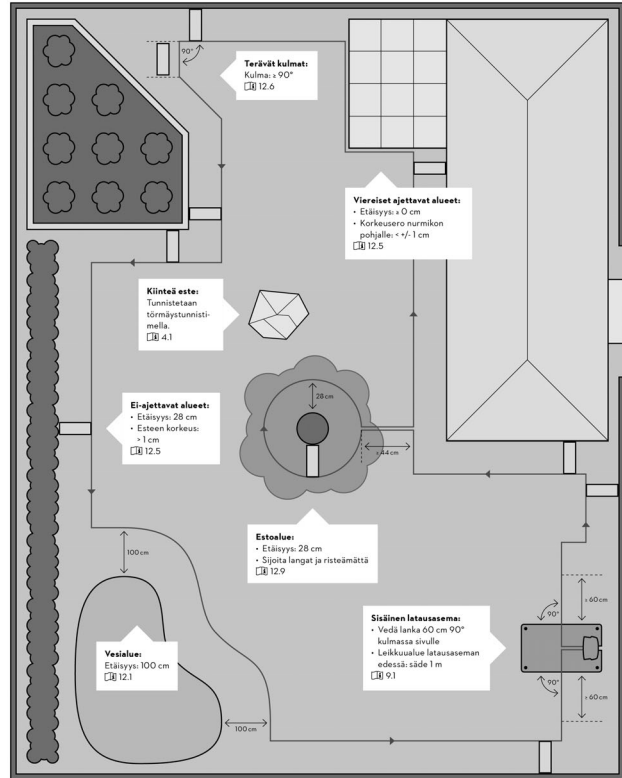 90°
Terävät kulmat:
Kulma: ≥ 90°
12.6
Viereiset ajettavat alueet:
• Etäisyys: ≥ 0 cm
• Korkeusero nurmikon
pohjalle: < +/- 1 cm
12.5
Kiinteä este:
Tunnistetaan
törmäystunnisti-
mella.
4.1
28 cm
Ei-ajettavat alueet:
• Etäisyys: 28 cm
• Esteen korkeus:
> 1 cm
12.5
≥ 44 cm
Estoalue:
• Etäisyys: 28 cm
• Sijoita langat ja risteämättä
12.9
100 cm
≥ 60 cm
90°
Sisäinen latausasema:
• Vedä lanka 60 cm 90°
kulmassa sivulle
• Leikkuualue latausaseman
edessä: säde 1 m
9.1
Vesialue:
Etäisyys: 100 cm
12.1
90°
≥ 60 cm
100 cm